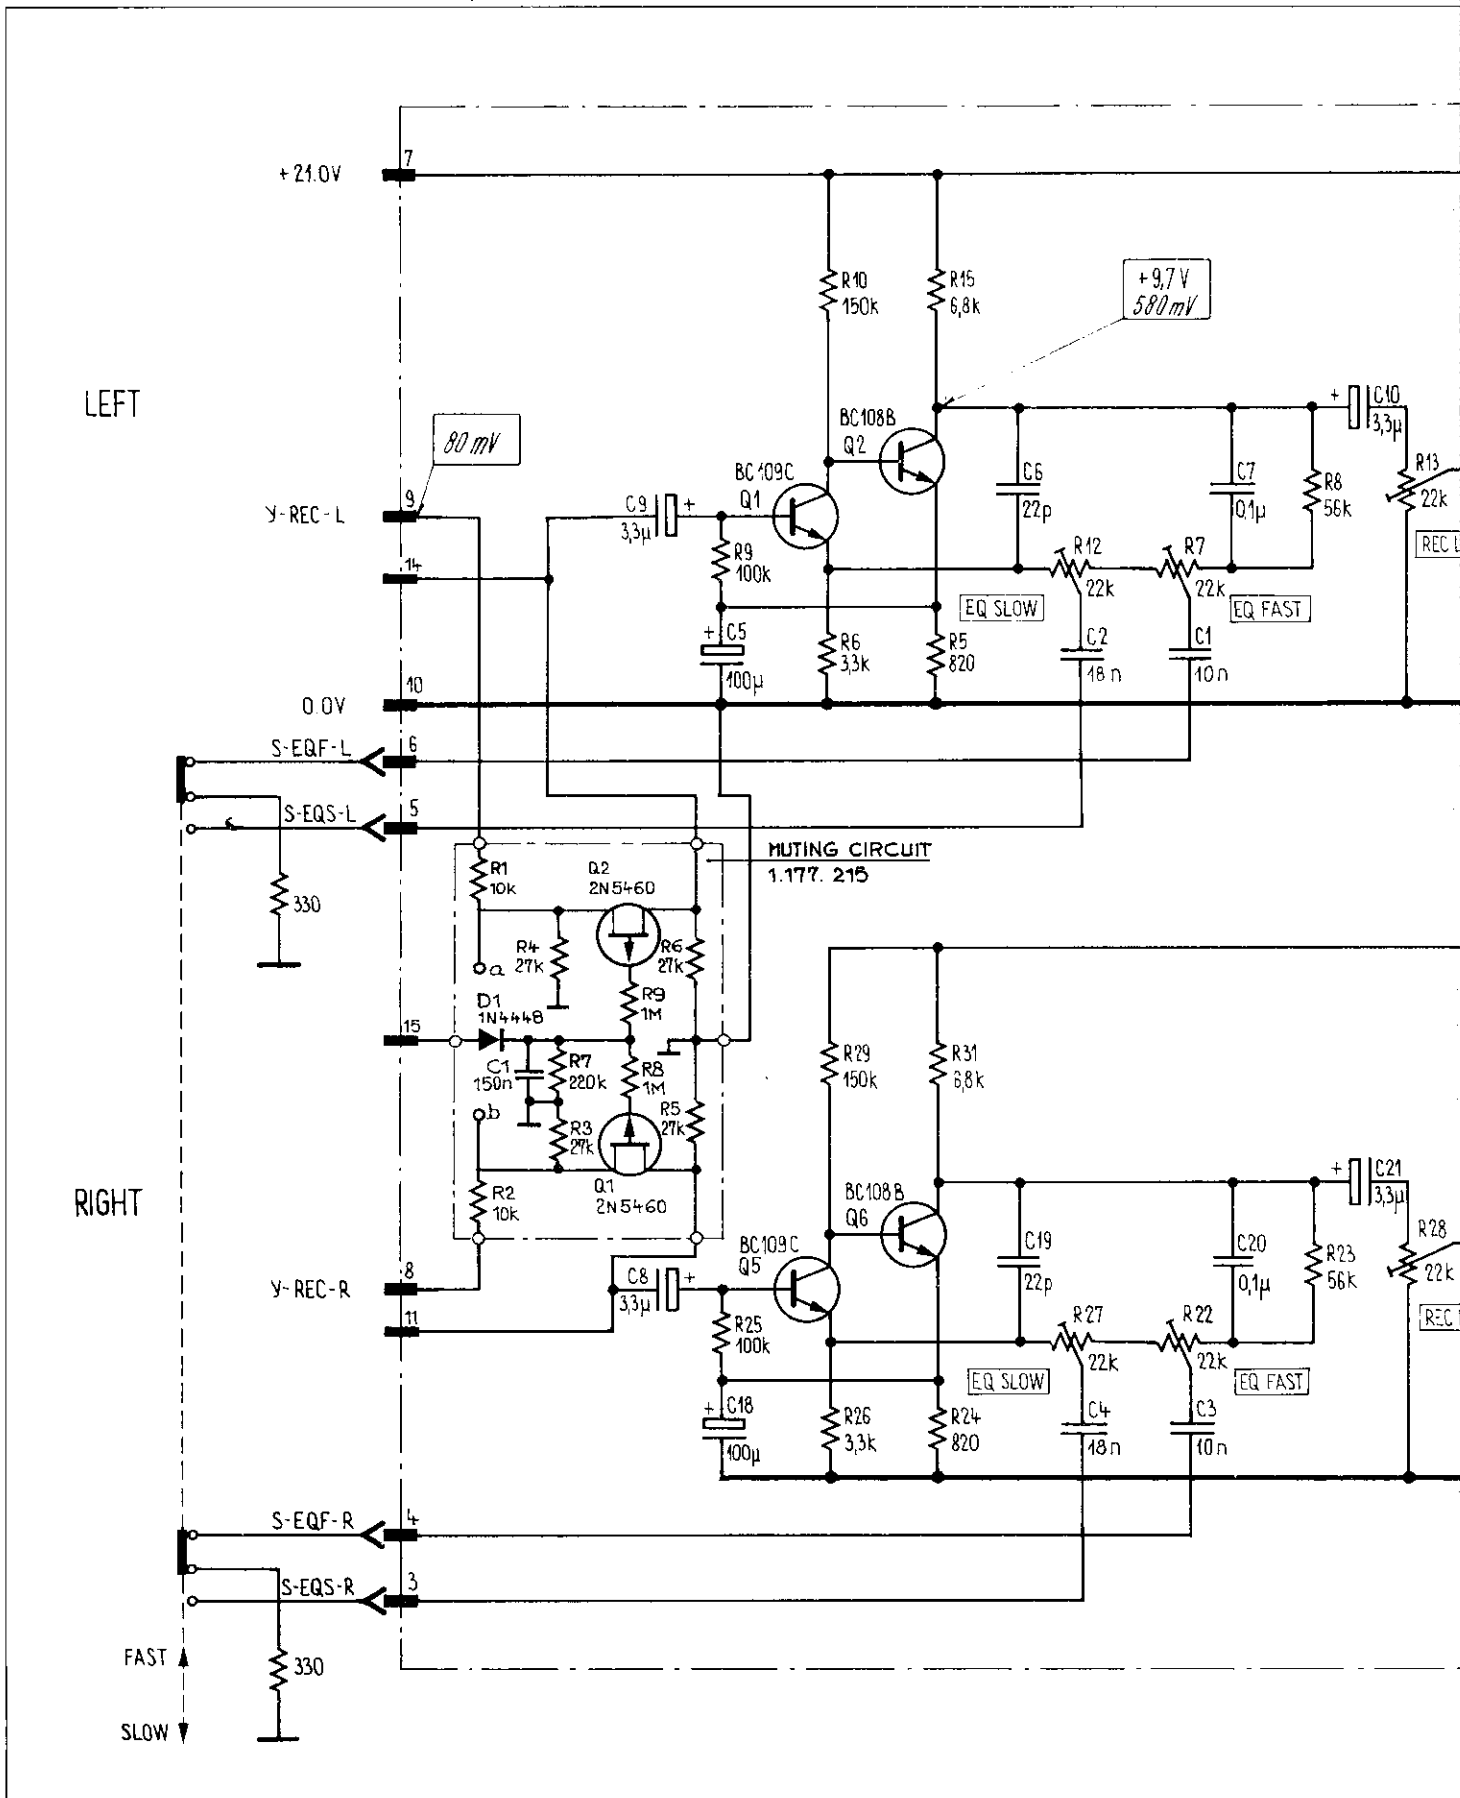 +21.0V
7
R10
150k
R15
6,8k
+9,7V
580mV
LEFT
80 mV
BC108B
Q2
+
C10
3,3µ
BC109C
Q1
C9
3,3µ
+
C6
22p
C7
0,1µ
R8
56k
R13
22k
REC
9
Y-REC-L
14
R9
100k
R12
22k
R7
22k
EQ SLOW
EQ FAST
+
C5
100µ
R6
3,3k
R5
820
C2
18n
C1
10n
10
0.0V
S-EQF-L
6
S-EQS-L
5
330
MUTING CIRCUIT
1.177.215
R1
10k
Q2
2N5460
R4
27k
R6
27k
a
R9
1M
D1
1N4448
15
C1
150n
R7
220k
R8
1M
b
R3
27k
R5
27k
R2
10k
Q1
2N5460
R29
150k
R31
6,8k
RIGHT
BC108B
Q6
+
C21
3,3µ
BC109C
Q5
8
Y-REC-R
11
C8
3,3µ
+
C19
22p
C20
0,1µ
R23
56k
R28
22k
REC
R25
100k
R27
22k
R22
22k
EQ SLOW
EQ FAST
+
C18
100µ
R26
3,3k
R24
820
C4
18n
C3
10n
S-EQF-R
4
S-EQS-R
3
330
FAST
SLOW